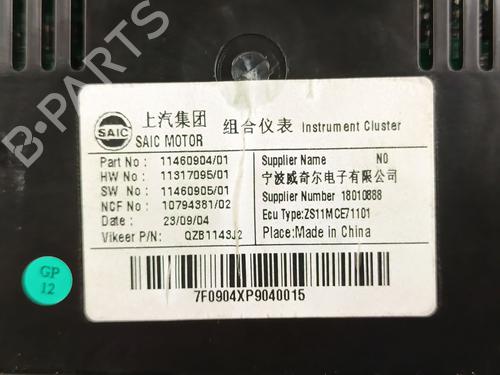 SAIC
上汽集团
SAIC MOTOR
组合仪表 Instrument Cluster
Part No : 11460904/01
HW No : 11317095/01
SW No : 11460905/01
NCF No : 10794381/02
Date : 23/09/04
Vikeer P/N: QZB1143J2
Supplier Name NO
宁波威奇尔电子有限公司
Supplier Number 18010888
Ecu Type:ZS11MCE71101
Place:Made in China
7F0904XP9040015
GP
12
B-PARTS